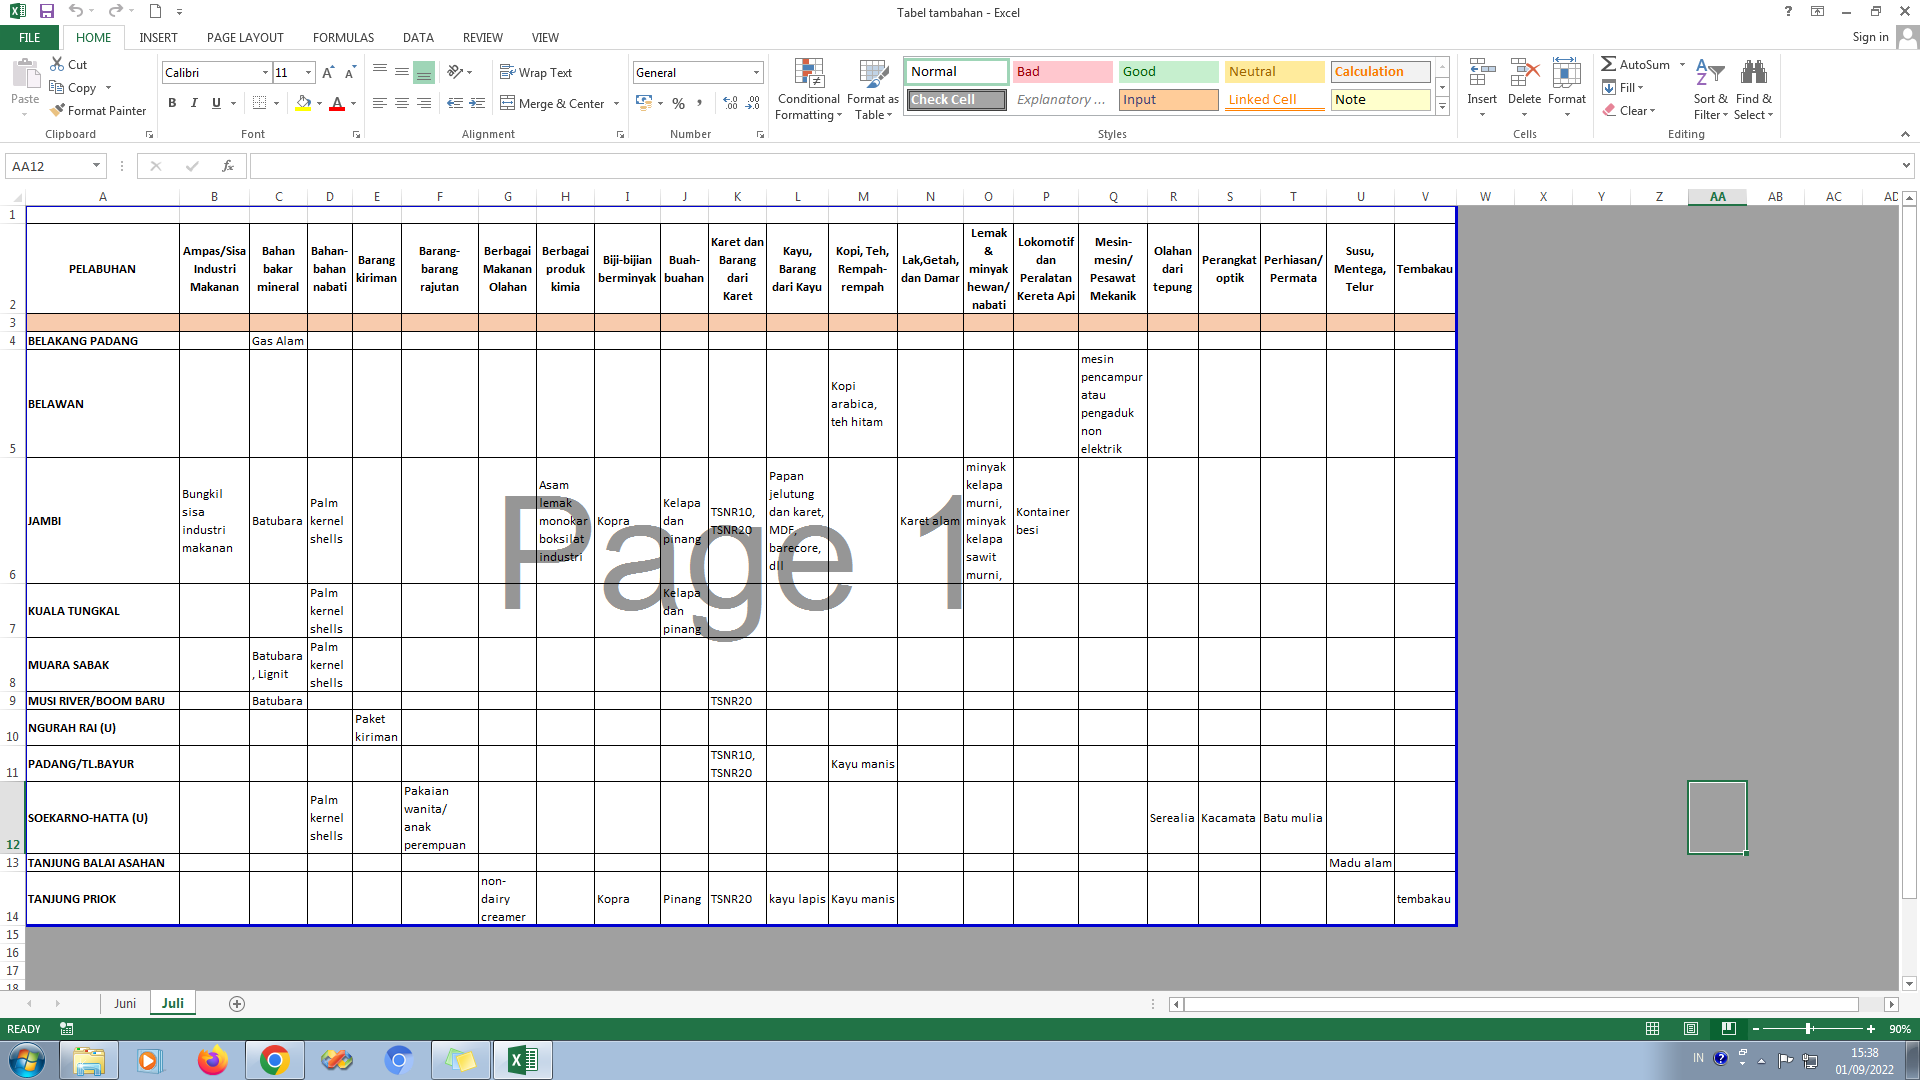 Tabel tambahan - Excel
FILE HOME INSERT PAGE LAYOUT FORMULAS DATA REVIEW VIEW Sign in
Paste
Cut
Copy
Format Painter
Clipboard
Calibri 11
B I U
Font
Wrap Text
Merge & Center
Alignment
General
Number
Conditional Formatting
Format as Table
Normal Bad Good Neutral Calculation
Check Cell Explanatory ... Input Linked Cell Note
Styles
Insert Delete Format
Cells
AutoSum
Fill
Clear
Sort & Filter
Find & Select
Editing
AA12
A B C D E F G H I J K L M N O P Q R S T U V W X Y Z AA AB AC AD
1
2 PELABUHAN
Ampas/Sisa Industri Makanan
Bahan bakar mineral
Bahan-bahan nabati
Barang kiriman
Barang-barang rajutan
Berbagai Makanan Olahan
Berbagai produk kimia
Biji-bijian berminyak
Buah-buahan
Karet dan Barang dari Karet
Kayu, Barang dari Kayu
Kopi, Teh, Rempah-rempah
Lak,Getah, dan Damar
Lemak & minyak hewan/ nabati
Lokomotif dan Peralatan Kereta Api
Mesin-mesin/ Pesawat Mekanik
Olahan dari tepung
Perangkat optik
Perhiasan/ Permata
Susu, Mentega, Telur
Tembakau
3
4 BELAKANG PADANG Gas Alam
5 BELAWAN
Kopi arabica, teh hitam
mesin pencampur atau pengaduk non elektrik
6 JAMBI
Bungkil sisa industri makanan
Batubara
Palm kernel shells
Asam lemak monokar boksilat industri
Kopra
Kelapa dan pinang
TSNR10, TSNR20
Papan jelutung dan karet, MDF, barecore, dll
Karet alam
minyak kelapa murni, minyak kelapa sawit murni,
Kontainer besi
Page 1
7 KUALA TUNGKAL
Palm kernel shells
Kelapa dan pinang
8 MUARA SABAK
Batubara , Lignit
Palm kernel shells
9 MUSI RIVER/BOOM BARU Batubara TSNR20
10 NGURAH RAI (U) Paket kiriman
11 PADANG/TL.BAYUR TSNR10, TSNR20 Kayu manis
12 SOEKARNO-HATTA (U)
Palm kernel shells
Pakaian wanita/ anak perempuan
Serealia Kacamata Batu mulia
13 TANJUNG BALAI ASAHAN Madu alam
14 TANJUNG PRIOK
non-dairy creamer
Kopra Pinang TSNR20 kayu lapis Kayu manis tembakau
15
16
17
18
Juni Juli
READY 90%
IN 15:38
01/09/2022